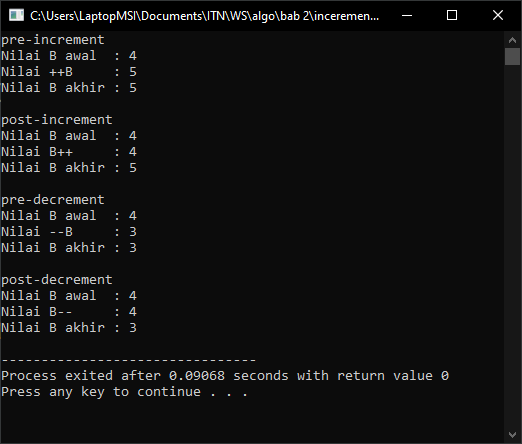 C:\Users\LaptopMSI\Documents\ITN\WS\algo\bab 2\inceremen...
pre-increment
Nilai B awal  : 4
Nilai ++B     : 5
Nilai B akhir : 5
post-increment
Nilai B awal  : 4
Nilai B++     : 4
Nilai B akhir : 5
pre-decrement
Nilai B awal  : 4
Nilai --B     : 3
Nilai B akhir : 3
post-decrement
Nilai B awal  : 4
Nilai B--     : 4
Nilai B akhir : 3
--------------------------------
Process exited after 0.09068 seconds with return value 0
Press any key to continue . . .